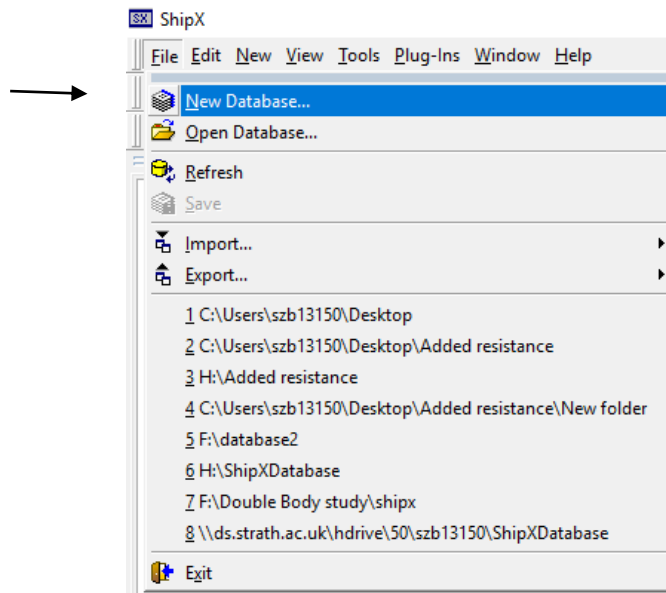 SX ShipX
File Edit New View Tools Plug-Ins Window Help
New Database...
Open Database...
Refresh
Save
Import...
Export...
1 C:\Users\szb13150\Desktop
2 C:\Users\szb13150\Desktop\Added resistance
3 H:\Added resistance
4 C:\Users\szb13150\Desktop\Added resistance\New folder
5 F:\database2
6 H:\ShipXDatabase
7 F:\Double Body study\shipx
8 \\ds.strath.ac.uk\hdrive\50\szb13150\ShipXDatabase
Exit